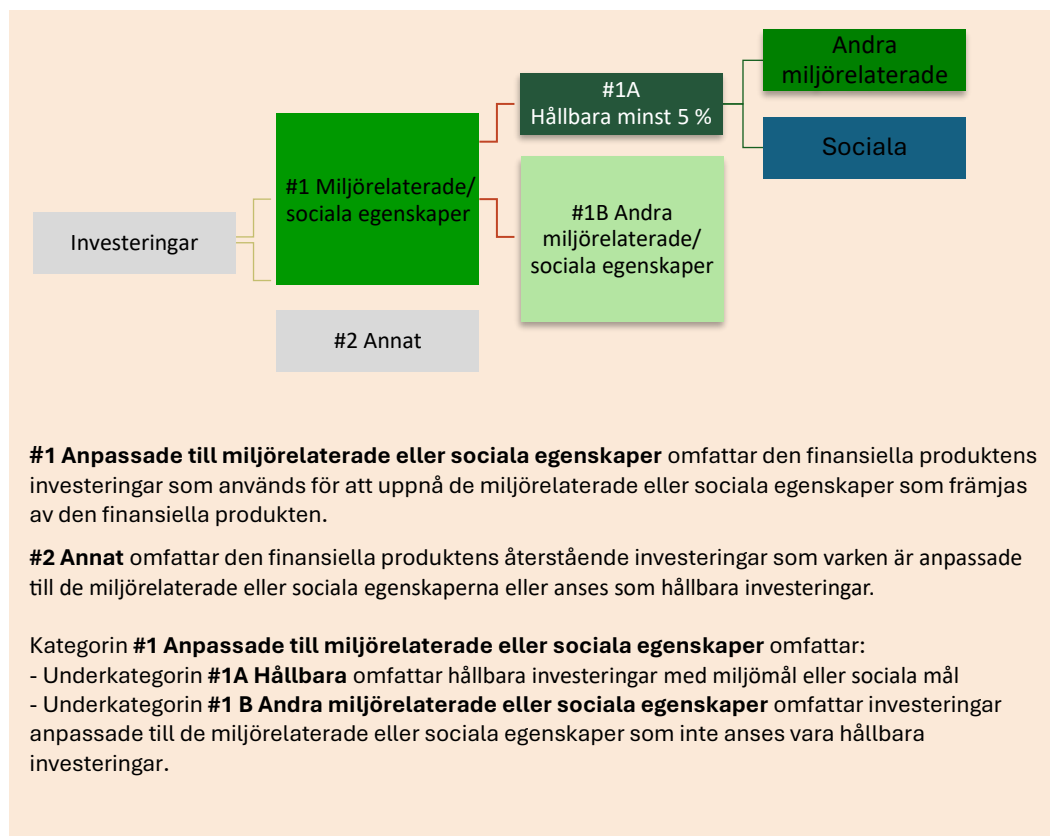 Andra
miljörelaterade
#1A
Hållbara minst 5 %
Sociala
#1 Miljörelaterade/
sociala egenskaper
#1B Andra
miljörelaterade/
sociala egenskaper
Investeringar
#2 Annat
#1 Anpassade till miljörelaterade eller sociala egenskaper omfattar den finansiella produktens
investeringar som används för att uppnå de miljörelaterade eller sociala egenskaper som främjas
av den finansiella produkten.
#2 Annat omfattar den finansiella produktens återstående investeringar som varken är anpassade
till de miljörelaterade eller sociala egenskaperna eller anses som hållbara investeringar.
Kategorin #1 Anpassade till miljörelaterade eller sociala egenskaper omfattar:
- Underkategorin #1A Hållbara omfattar hållbara investeringar med miljömål eller sociala mål
- Underkategorin #1 B Andra miljörelaterade eller sociala egenskaper omfattar investeringar
anpassade till de miljörelaterade eller sociala egenskaper som inte anses vara hållbara
investeringar.